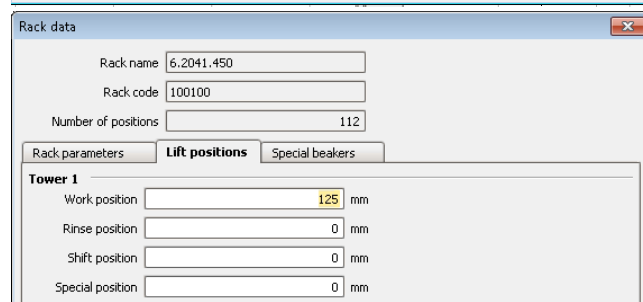 Rack data
Rack name 6.2041.450
Rack code 100100
Number of positions 112
Rack parameters Lift positions Special beakers
Tower 1
Work position 125 mm
Rinse position 0 mm
Shift position 0 mm
Special position 0 mm